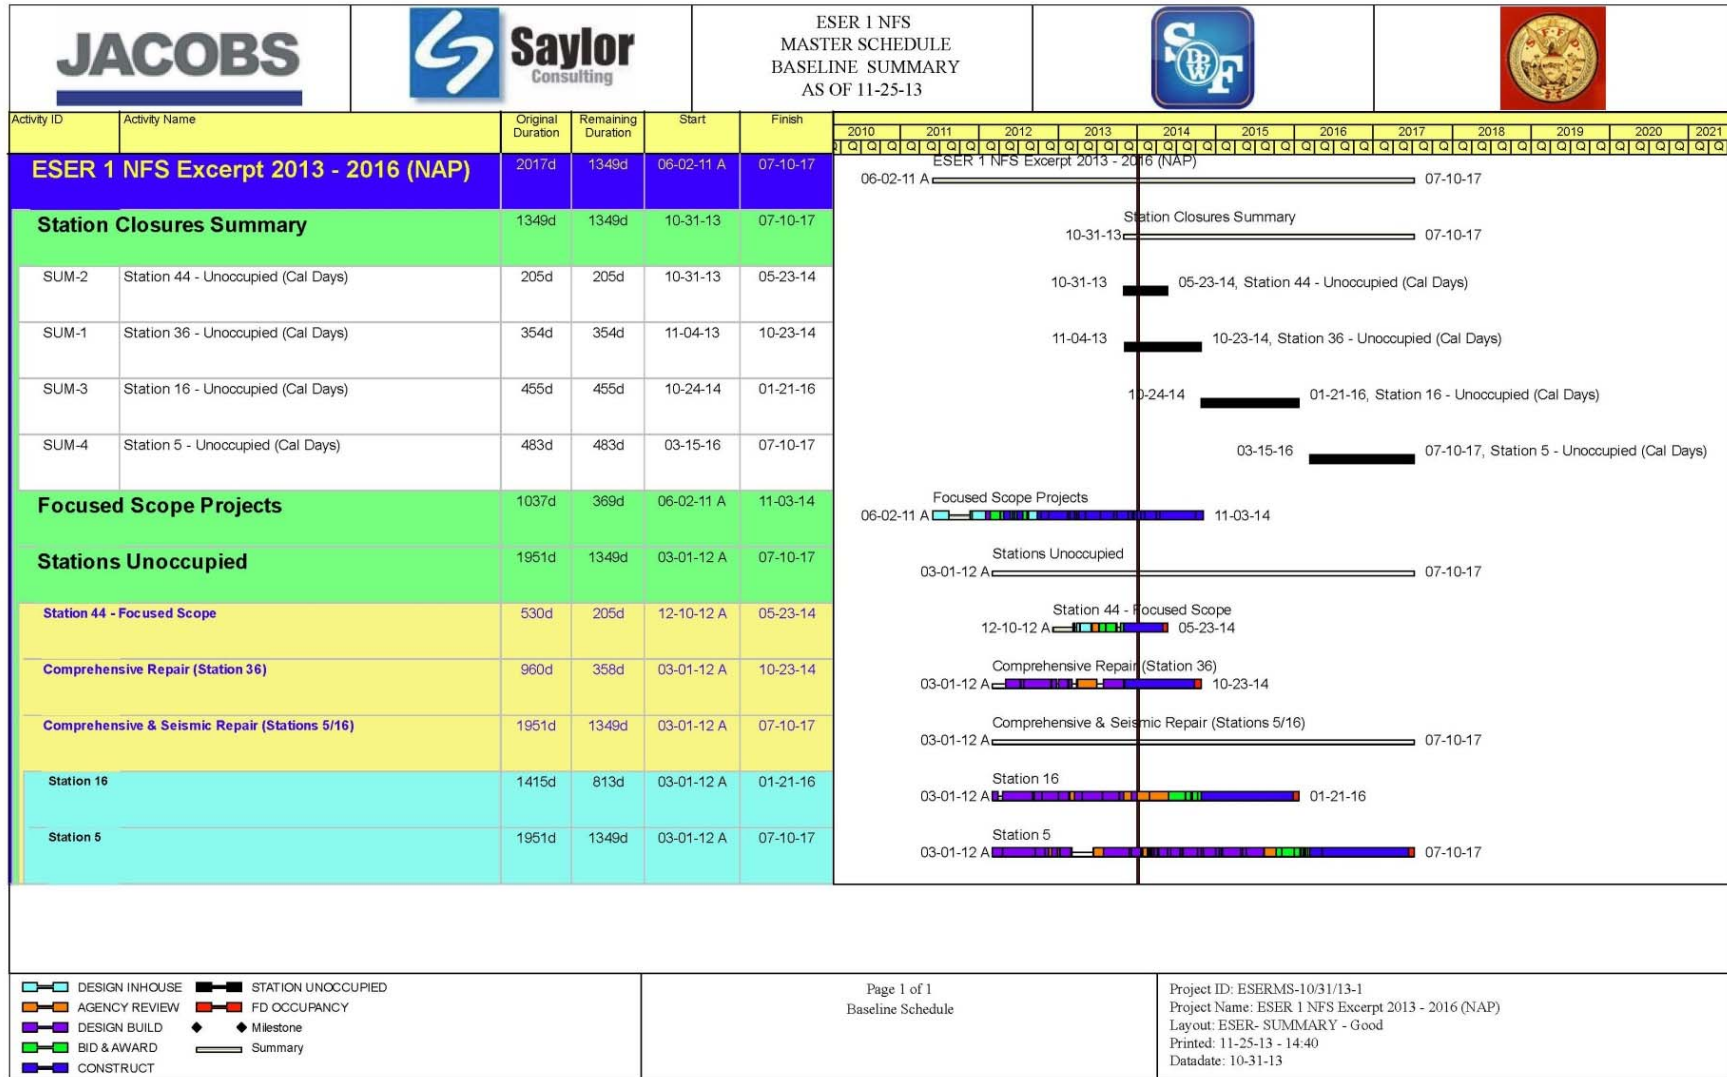 JACOBS
Saylor
Consulting
ESER 1 NFS
MASTER SCHEDULE
BASELINE SUMMARY
AS OF 11-25-13
S
DPW
F
Activity ID Activity Name Original Duration Remaining Duration Start Finish
2010 2011 2012 2013 2014 2015 2016 2017 2018 2019 2020 2021
ESER 1 NFS Excerpt 2013 - 2016 (NAP) 2017d 1349d 06-02-11 A 07-10-17
ESER 1 NFS Excerpt 2013 - 2016 (NAP)
06-02-11 A 07-10-17
Station Closures Summary 1349d 1349d 10-31-13 07-10-17
Station Closures Summary
10-31-13 07-10-17
SUM-2 Station 44 - Unoccupied (Cal Days) 205d 205d 10-31-13 05-23-14
10-31-13 05-23-14, Station 44 - Unoccupied (Cal Days)
SUM-1 Station 36 - Unoccupied (Cal Days) 354d 354d 11-04-13 10-23-14
11-04-13 10-23-14, Station 36 - Unoccupied (Cal Days)
SUM-3 Station 16 - Unoccupied (Cal Days) 455d 455d 10-24-14 01-21-16
10-24-14 01-21-16, Station 16 - Unoccupied (Cal Days)
SUM-4 Station 5 - Unoccupied (Cal Days) 483d 483d 03-15-16 07-10-17
03-15-16 07-10-17, Station 5 - Unoccupied (Cal Days)
Focused Scope Projects 1037d 369d 06-02-11 A 11-03-14
Focused Scope Projects
06-02-11 A 11-03-14
Stations Unoccupied 1951d 1349d 03-01-12 A 07-10-17
Stations Unoccupied
03-01-12 A 07-10-17
Station 44 - Focused Scope 530d 205d 12-10-12 A 05-23-14
Station 44 - Focused Scope
12-10-12 A 05-23-14
Comprehensive Repair (Station 36) 960d 358d 03-01-12 A 10-23-14
Comprehensive Repair (Station 36)
03-01-12 A 10-23-14
Comprehensive & Seismic Repair (Stations 5/16) 1951d 1349d 03-01-12 A 07-10-17
Comprehensive & Seismic Repair (Stations 5/16)
03-01-12 A 07-10-17
Station 16 1415d 813d 03-01-12 A 01-21-16
Station 16
03-01-12 A 01-21-16
Station 5 1951d 1349d 03-01-12 A 07-10-17
Station 5
03-01-12 A 07-10-17
DESIGN INHOUSE STATION UNOCCUPIED
AGENCY REVIEW FD OCCUPANCY
DESIGN BUILD Milestone
BID & AWARD Summary
CONSTRUCT
Page 1 of 1
Baseline Schedule
Project ID: ESERMS-10/31/13-1
Project Name: ESER 1 NFS Excerpt 2013 - 2016 (NAP)
Layout: ESER- SUMMARY - Good
Printed: 11-25-13 - 14:40
Datadate: 10-31-13